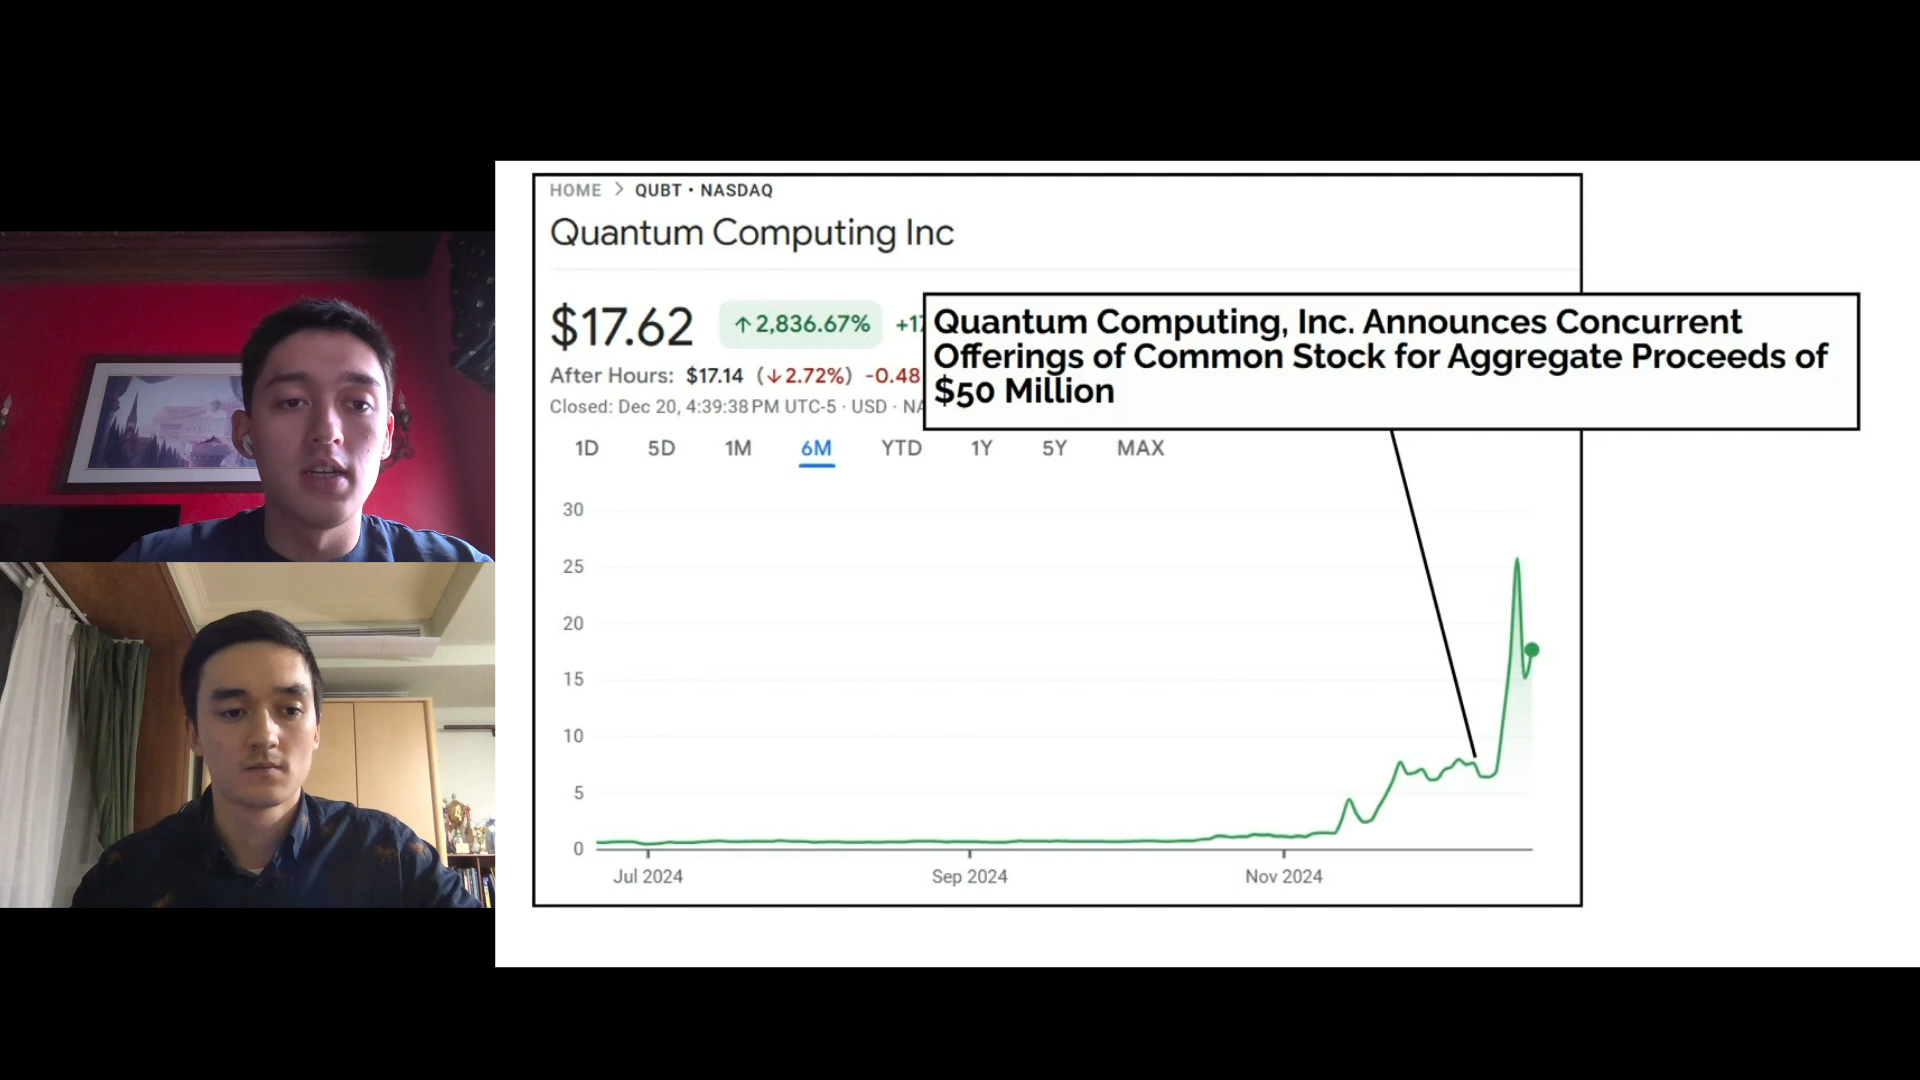 HOME > QUBT • NASDAQ
Quantum Computing Inc
$17.62 ↑2,836.67% +17
After Hours: $17.14 (↓2.72%) -0.48
Closed: Dec 20, 4:39:38 PM UTC-5 · USD · NA
Quantum Computing, Inc. Announces Concurrent
Offerings of Common Stock for Aggregate Proceeds of
$50 Million
1D 5D 1M 6M YTD 1Y 5Y MAX
30
25
20
15
10
5
0
Jul 2024 Sep 2024 Nov 2024